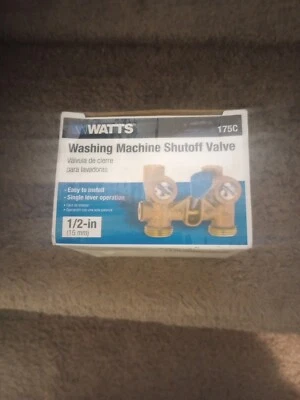 WATTS
175C
Washing Machine Shutoff Valve
Válvula de cierre
para lavadoras
• Easy to install
• Single lever operation
1/2-in
(15 mm)